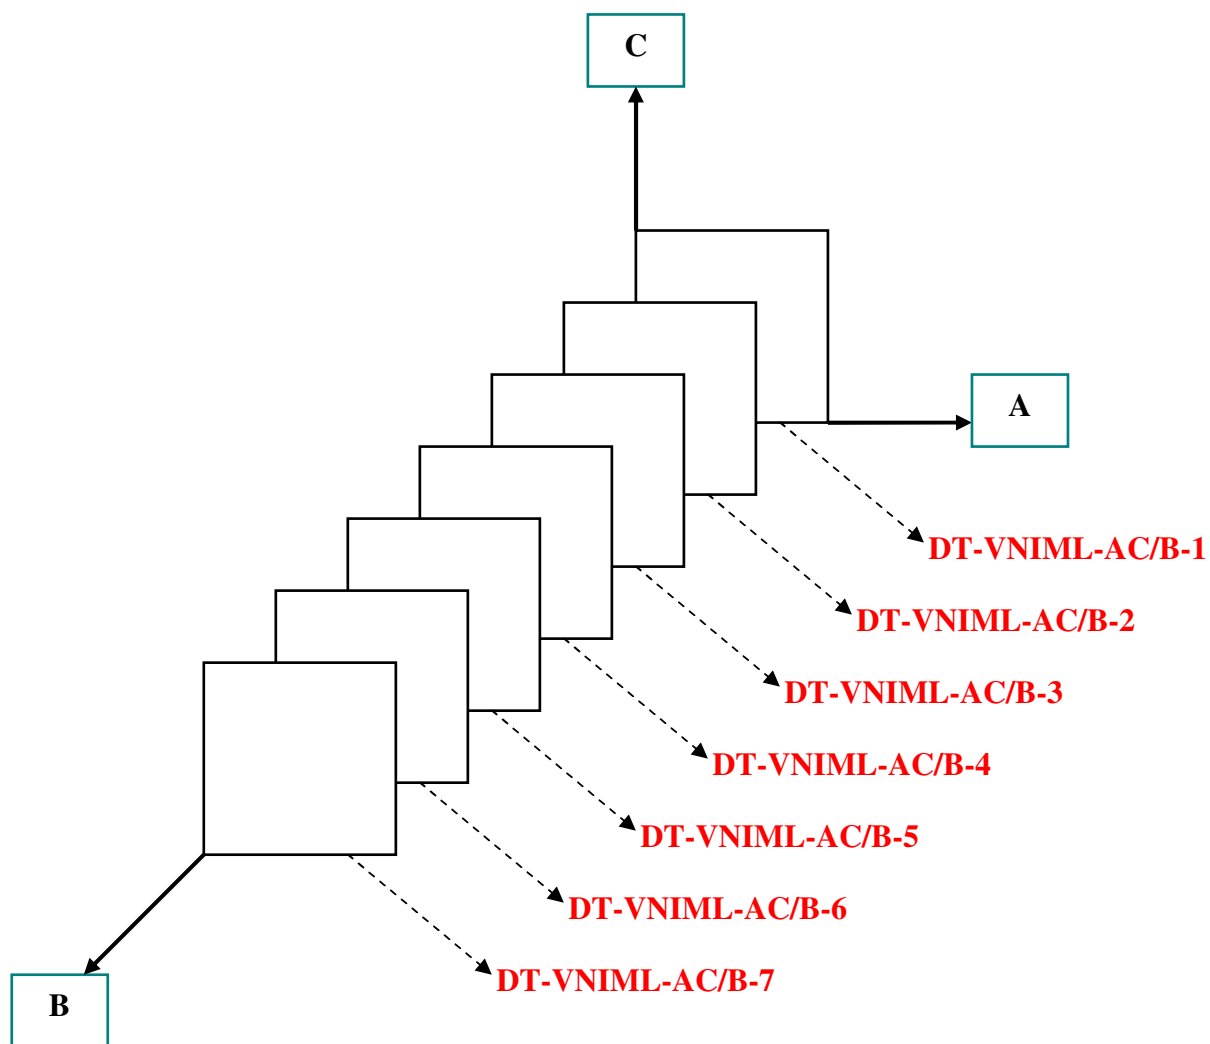 C
A
DT-VNIML-AC/B-1
DT-VNIML-AC/B-2
DT-VNIML-AC/B-3
DT-VNIML-AC/B-4
DT-VNIML-AC/B-5
DT-VNIML-AC/B-6
DT-VNIML-AC/B-7
B